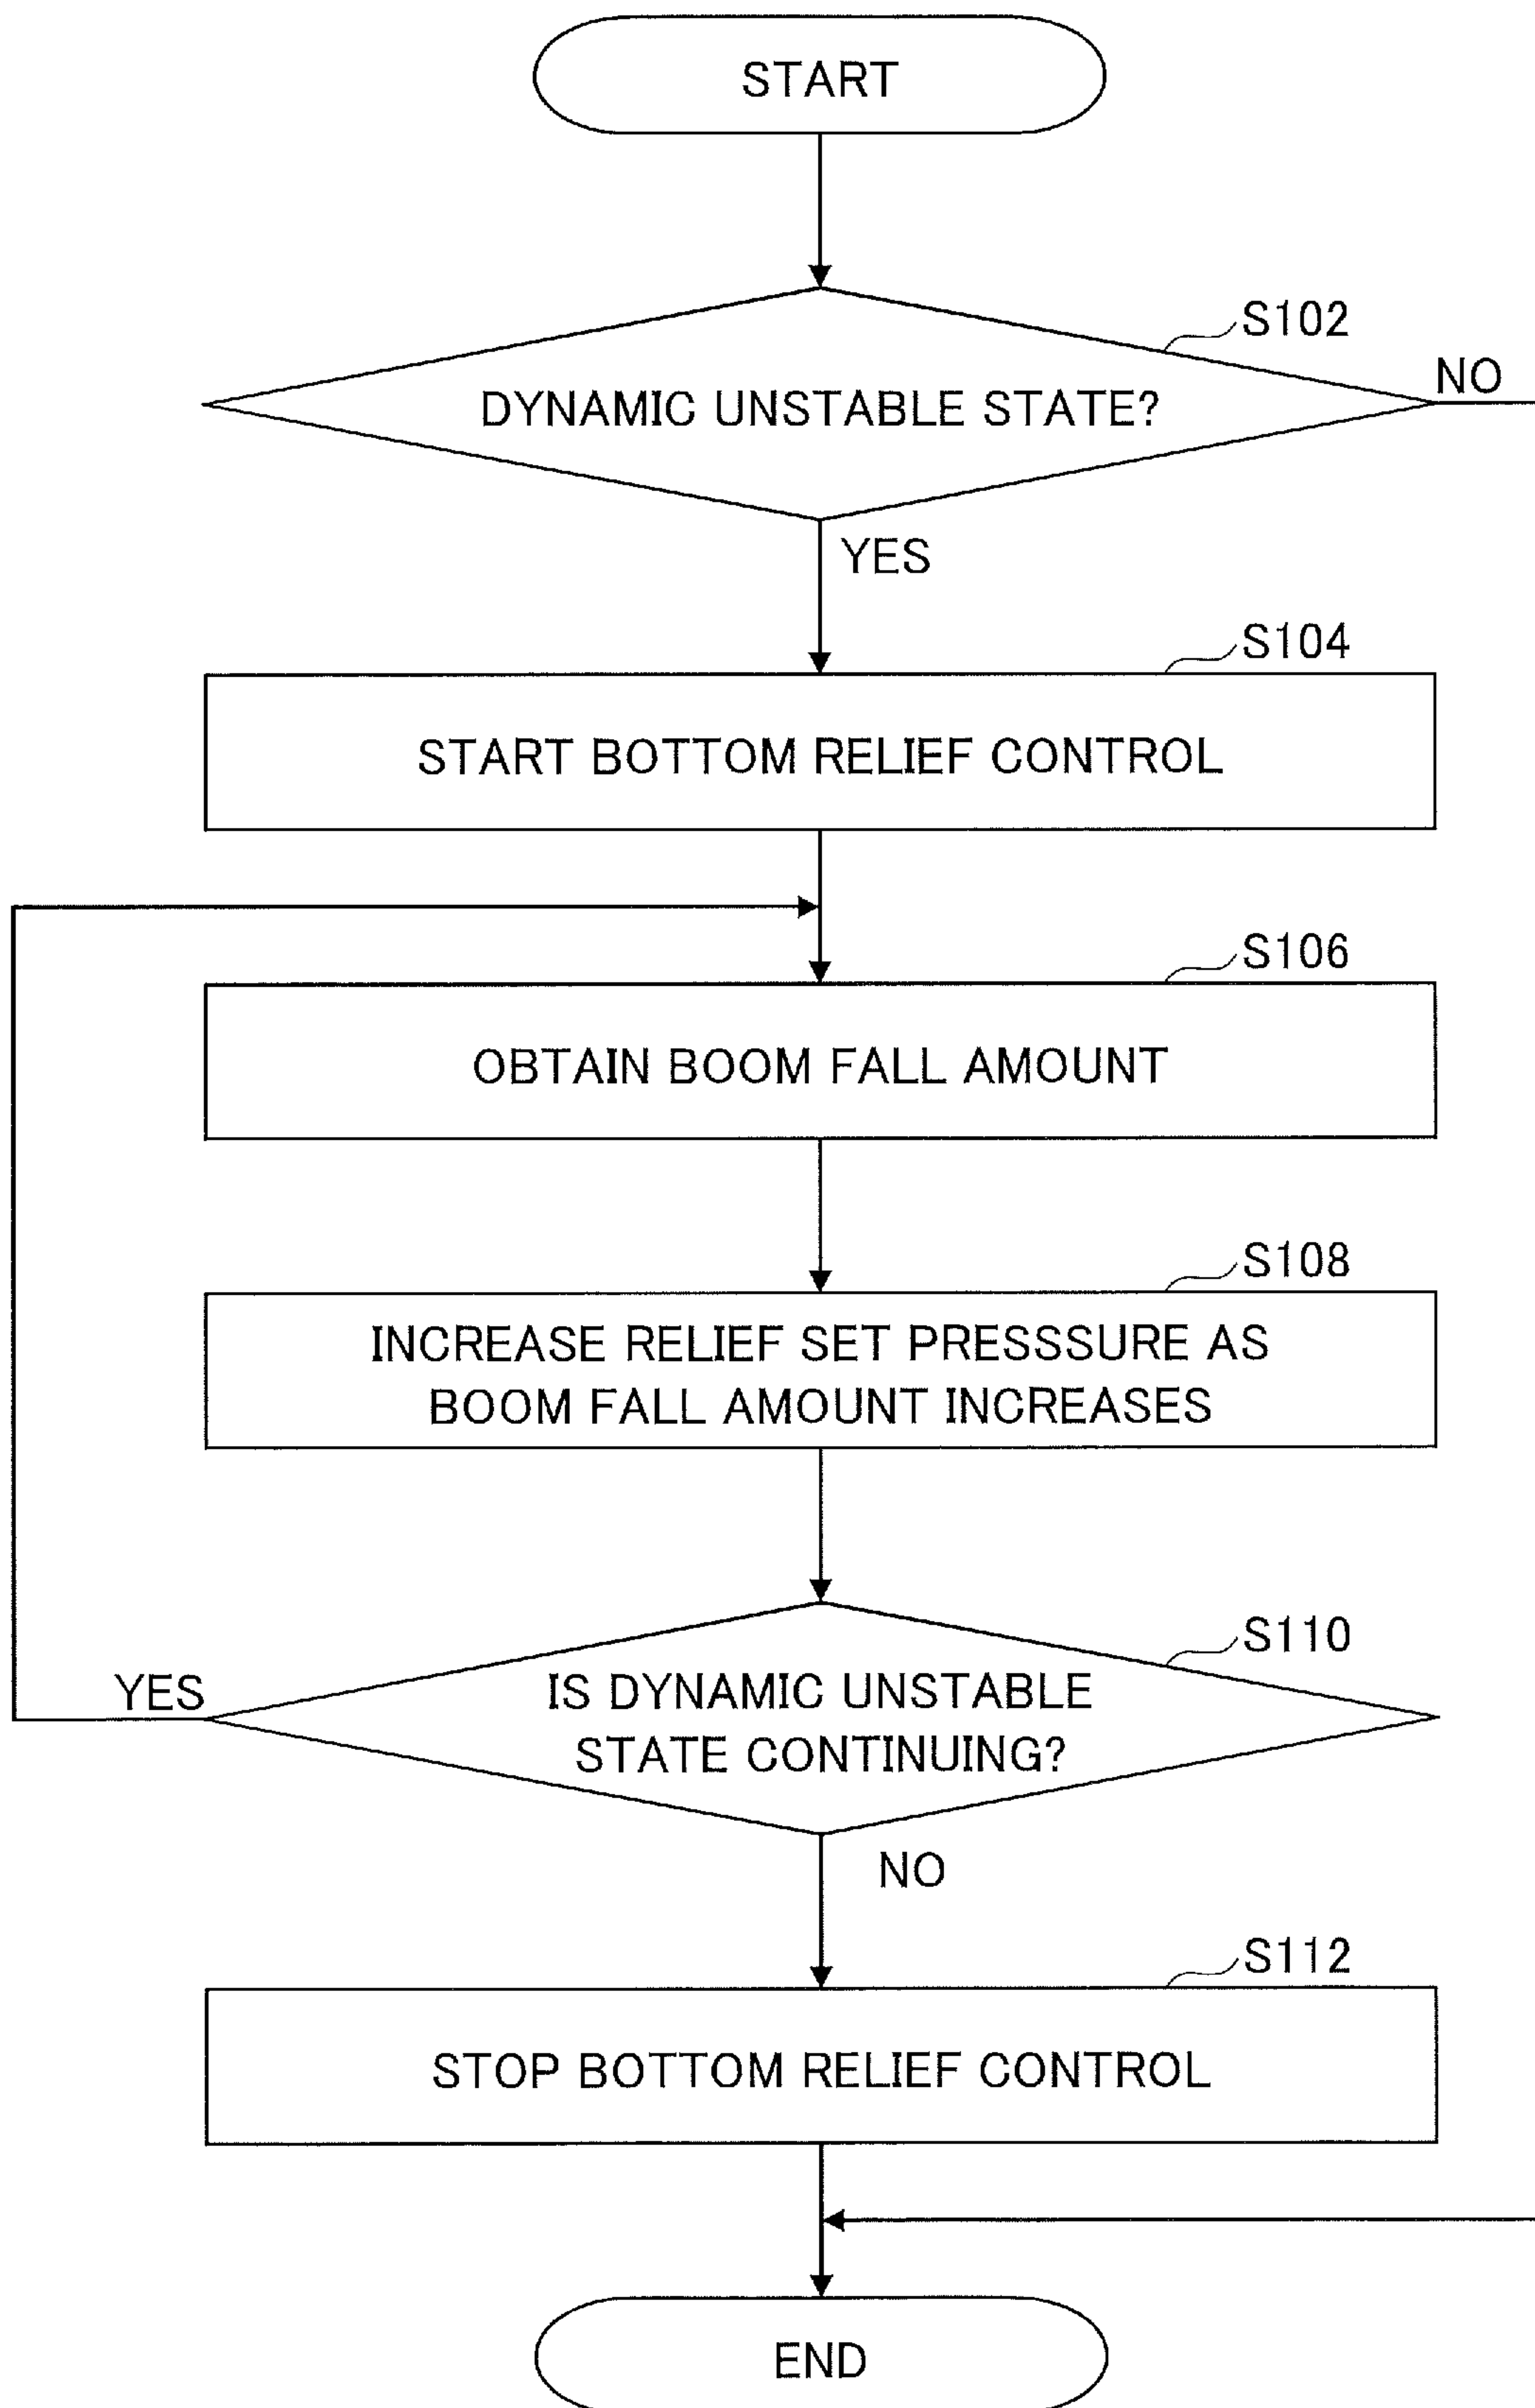 START
S102
DYNAMIC UNSTABLE STATE?
NO
YES
S104
START BOTTOM RELIEF CONTROL
S106
OBTAIN BOOM FALL AMOUNT
S108
INCREASE RELIEF SET PRESSSURE AS
BOOM FALL AMOUNT INCREASES
S110
YES
IS DYNAMIC UNSTABLE
STATE CONTINUING?
NO
S112
STOP BOTTOM RELIEF CONTROL
END